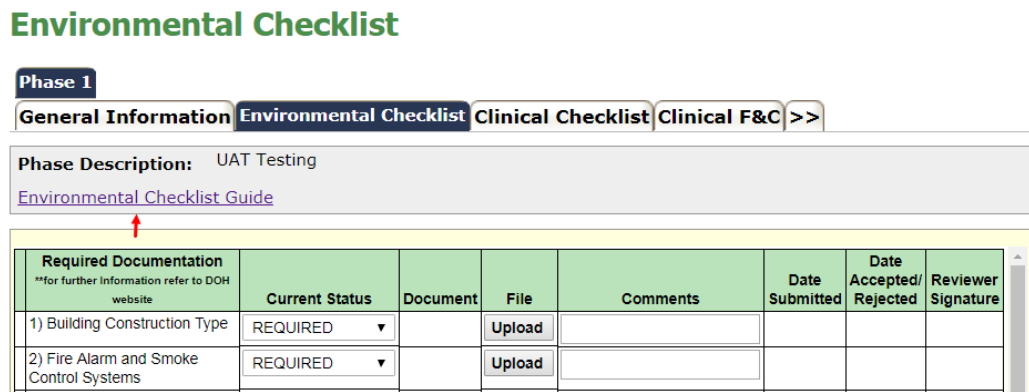 Environmental Checklist
Phase 1
General Information Environmental Checklist Clinical Checklist Clinical F&C >>
Phase Description: UAT Testing
Environmental Checklist Guide
Required Documentation
**for further Information refer to DOH
website
Current Status
Document
File
Comments
Date
Submitted
Date
Accepted/
Rejected
Reviewer
Signature
1) Building Construction Type
REQUIRED
Upload
2) Fire Alarm and Smoke
Control Systems
REQUIRED
Upload